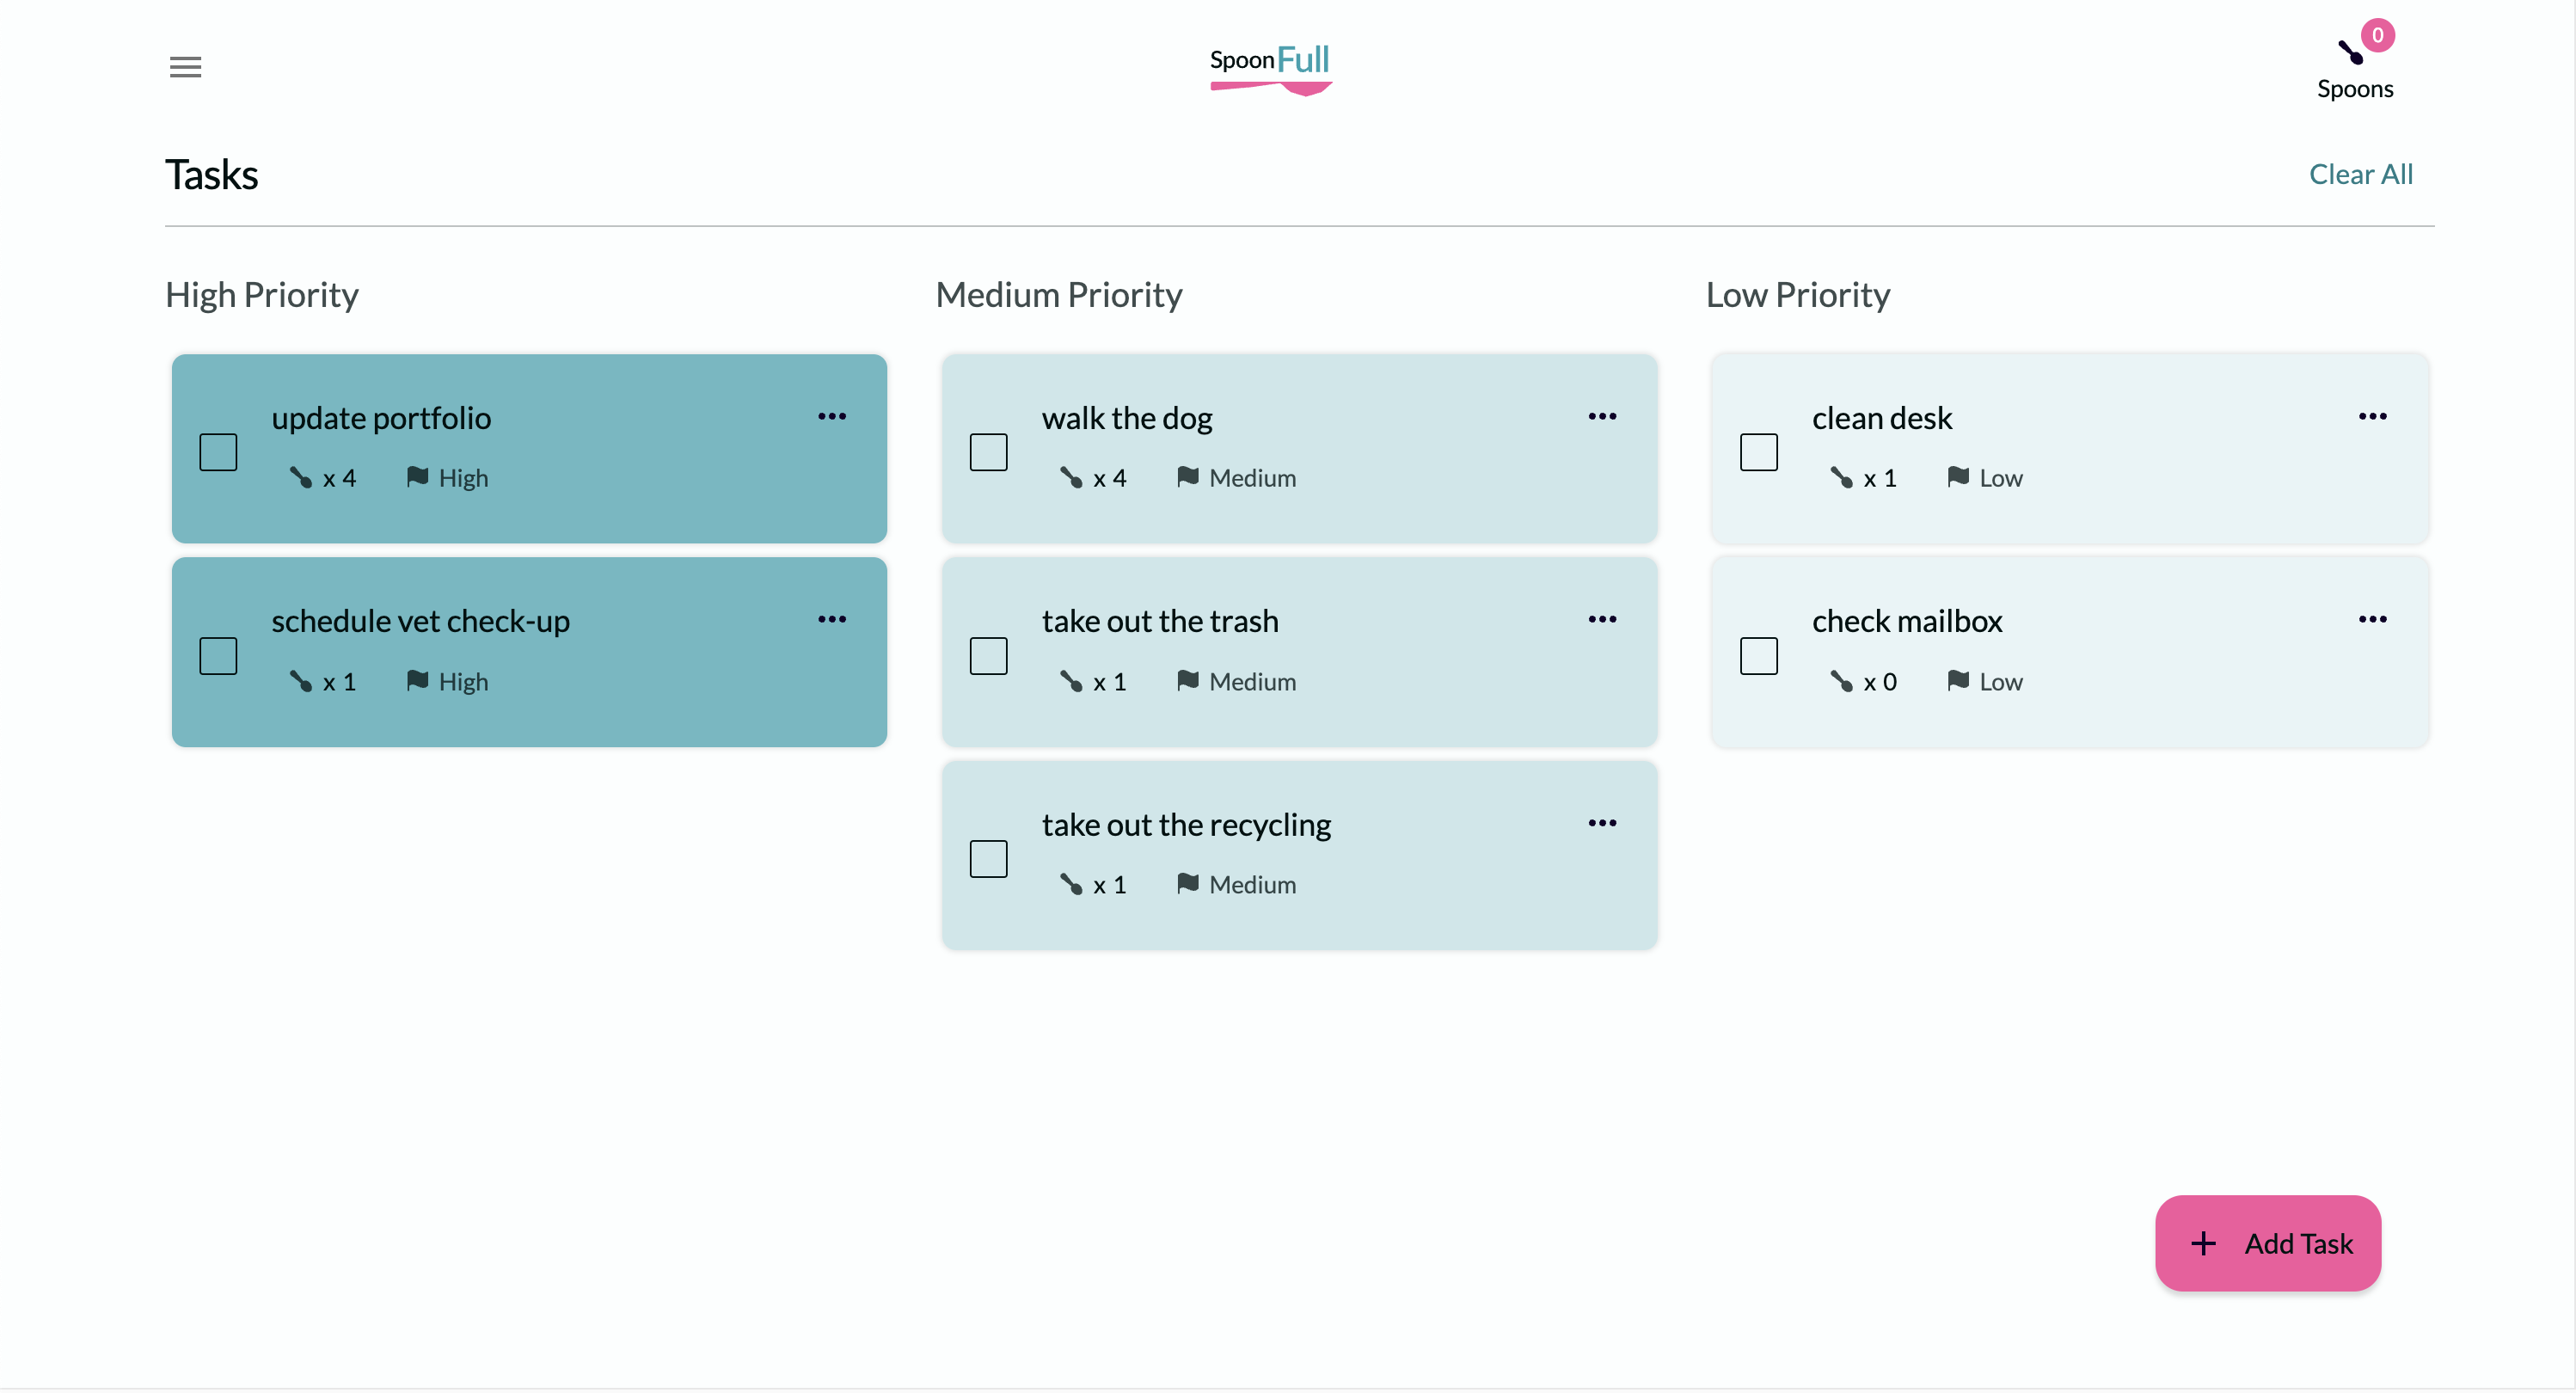 SpoonFull
0
Spoons
Tasks
Clear All
High Priority
update portfolio
x 4 High
schedule vet check-up
x 1 High
Medium Priority
walk the dog
x 4 Medium
take out the trash
x 1 Medium
take out the recycling
x 1 Medium
Low Priority
clean desk
x 1 Low
check mailbox
x 0 Low
+ Add Task